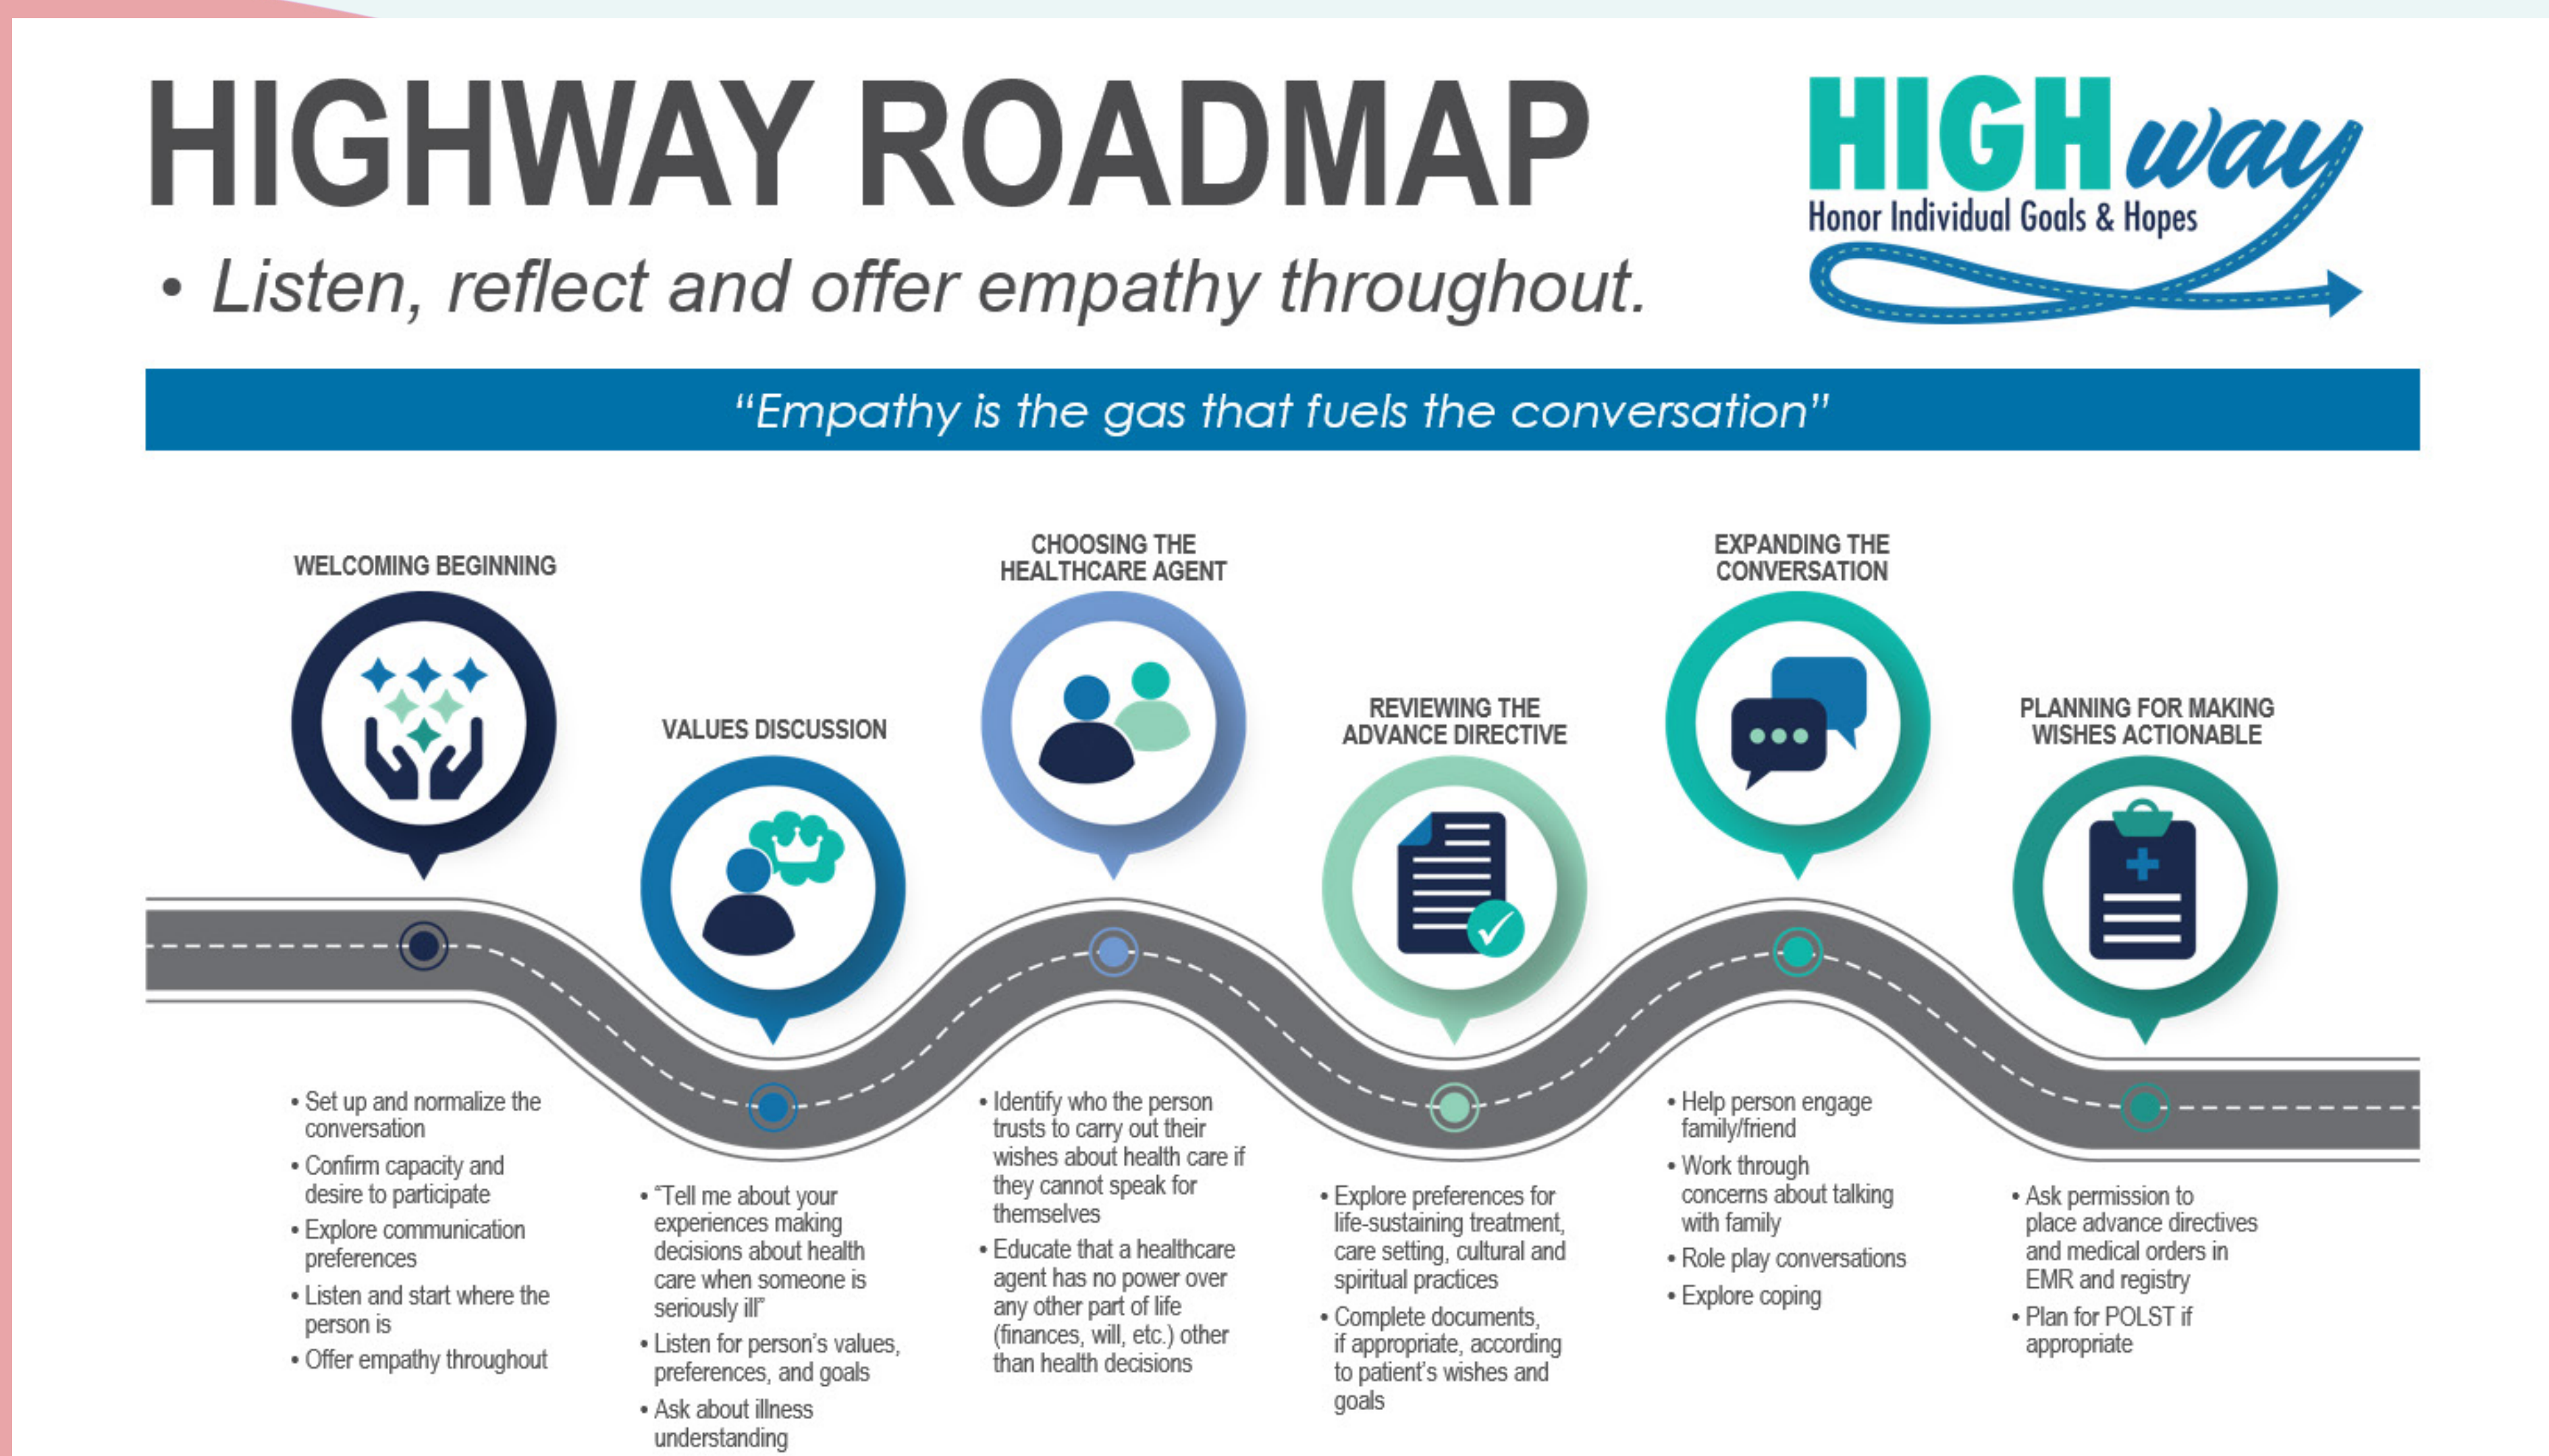 HIGHWAY ROADMAP
• Listen, reflect and offer empathy throughout.
HIGHway
Honor Individual Goals & Hopes
“Empathy is the gas that fuels the conversation”
WELCOMING BEGINNING
• Set up and normalize the
conversation
• Confirm capacity and
desire to participate
• Explore communication
preferences
• Listen and start where the
person is
• Offer empathy throughout
VALUES DISCUSSION
• “Tell me about your
experiences making
decisions about health
care when someone is
seriously ill”
• Listen for person's values,
preferences, and goals
• Ask about illness
understanding
CHOOSING THE
HEALTHCARE AGENT
• Identify who the person
trusts to carry out their
wishes about health care if
they cannot speak for
themselves
• Educate that a healthcare
agent has no power over
any other part of life
(finances, will, etc.) other
than health decisions
REVIEWING THE
ADVANCE DIRECTIVE
• Explore preferences for
life-sustaining treatment,
care setting, cultural and
spiritual practices
• Complete documents,
if appropriate, according
to patient's wishes and
goals
EXPANDING THE
CONVERSATION
• Help person engage
family/friend
• Work through
concerns about talking
with family
• Role play conversations
• Explore coping
PLANNING FOR MAKING
WISHES ACTIONABLE
• Ask permission to
place advance directives
and medical orders in
EMR and registry
• Plan for POLST if
appropriate